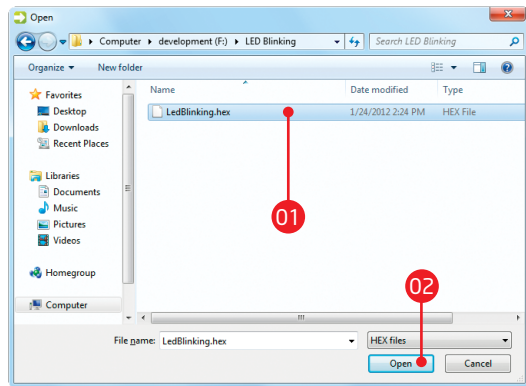 Open
Computer ▸ development (F:) ▸ LED Blinking
Search LED Blinking
Organize
New folder
Name
Date modified
Type
Favorites
Desktop
Downloads
Recent Places
Libraries
Documents
Music
Pictures
Videos
Homegroup
Computer
LedBlinking.hex
1/24/2012 2:24 PM
HEX File
01
02
File name:
LedBlinking.hex
HEX files
Open
Cancel